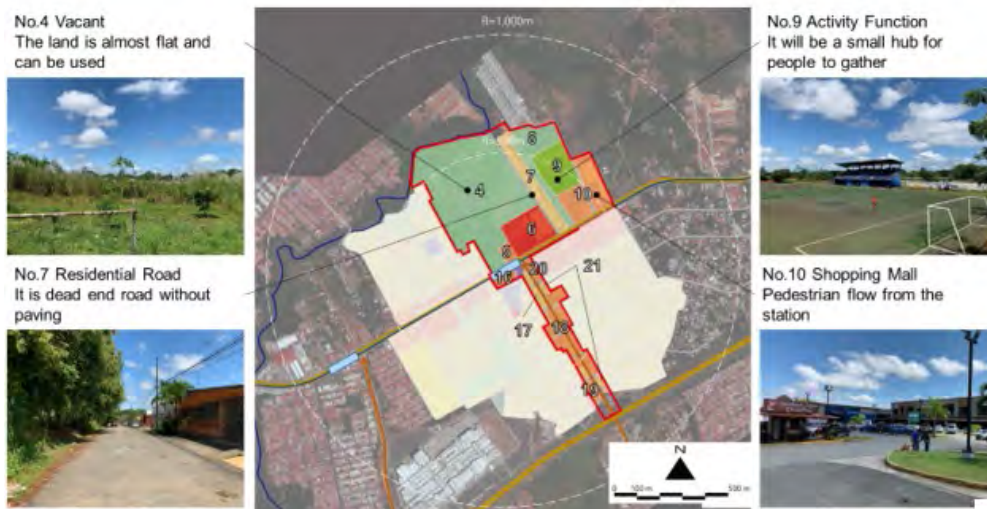 No.4 Vacant
The land is almost flat and
can be used
No.9 Activity Function
It will be a small hub for
people to gather
R=1,000m
8
9
4
7
10
6
5
16
20
21
17
18
19
No.7 Residential Road
It is dead end road without
paving
No.10 Shopping Mall
Pedestrian flow from the
station
N
0 100 m 500 m